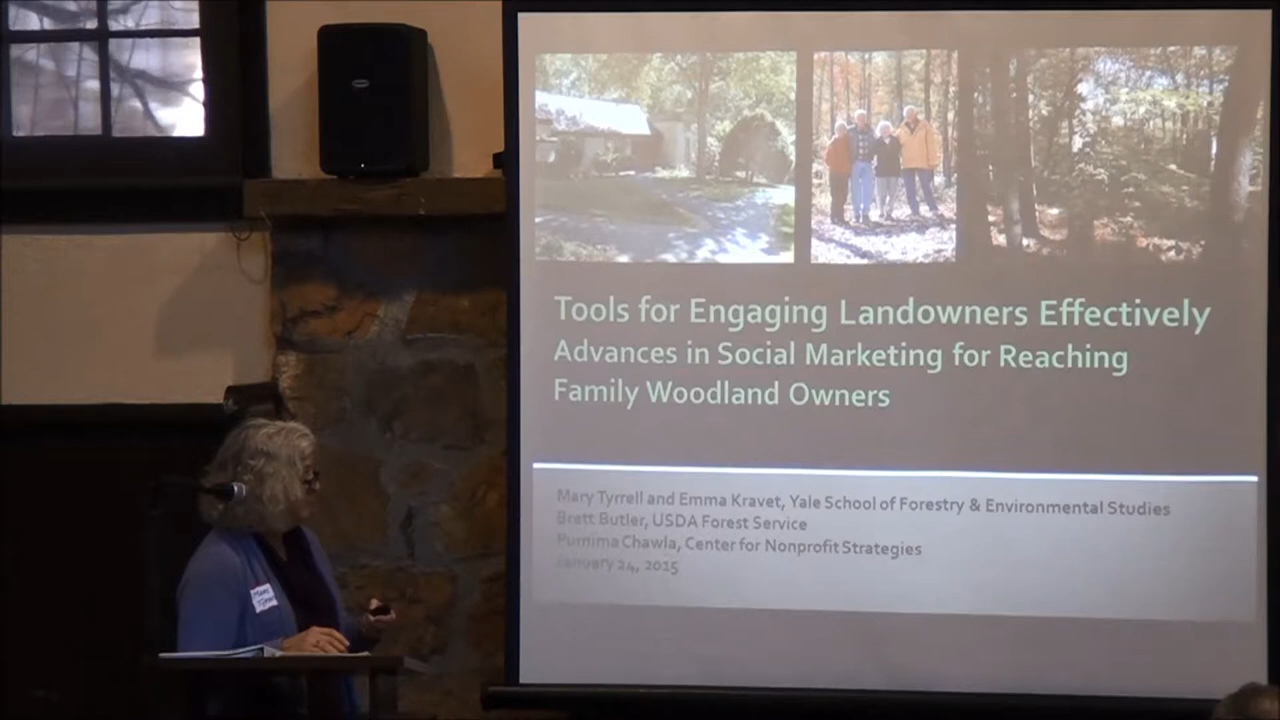 Tools for Engaging Landowners Effectively
Advances in Social Marketing for Reaching
Family Woodland Owners
Mary Tyrrell and Emma Kravet, Yale School of Forestry & Environmental Studies
Brett Butler, USDA Forest Service
Purnima Chawla, Center for Nonprofit Strategies
January 24, 2015